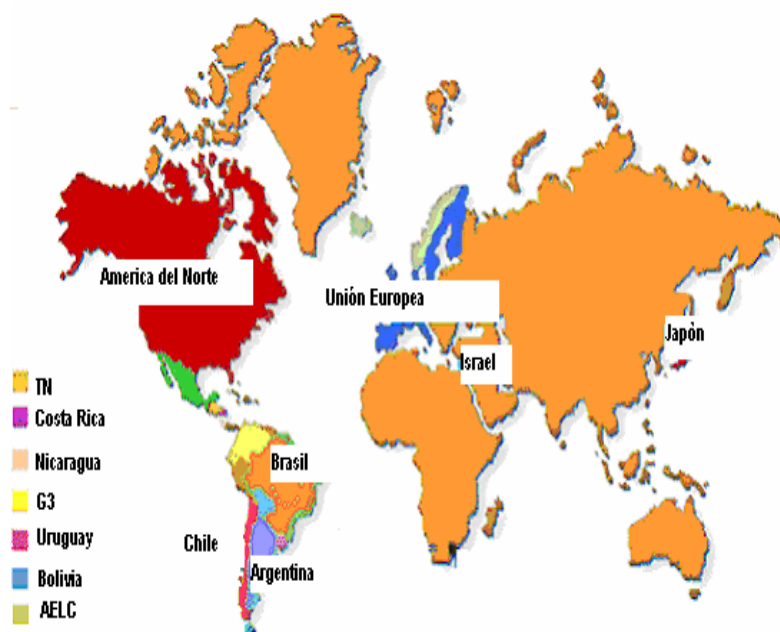 America del Norte
Unión Europea
Japòn
Israel
TN
Costa Rica
Nicaragua
G3
Uruguay
Bolivia
AELC
Brasil
Chile
Argentina